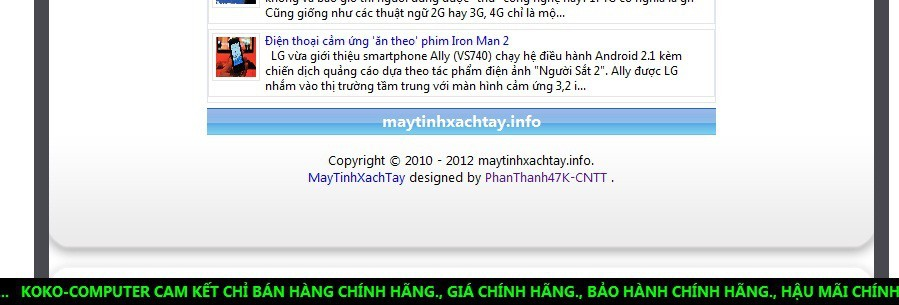 Cũng giống như các thuật ngữ 2G hay 3G, 4G chỉ là mộ...
Điện thoại cảm ứng 'ăn theo' phim Iron Man 2
LG vừa giới thiệu smartphone Ally (VS740) chạy hệ điều hành Android 2.1 kèm
chiến dịch quảng cáo dựa theo tác phẩm điện ảnh "Người Sắt 2". Ally được LG
nhắm vào thị trường tầm trung với màn hình cảm ứng 3,2 i...
maytinhxachtay.info
Copyright © 2010 - 2012 maytinhxachtay.info.
MayTinhXachTay designed by PhanThanh47K-CNTT .
... KOKO-COMPUTER CAM KẾT CHỈ BÁN HÀNG CHÍNH HÃNG., GIÁ CHÍNH HÃNG., BẢO HÀNH CHÍNH HÃNG., HẬU MÃI CHÍNH